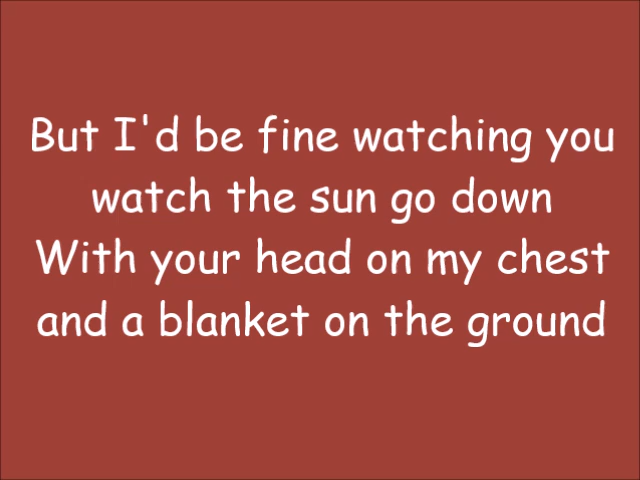 But I'd be fine watching you
watch the sun go down
With your head on my chest
and a blanket on the ground